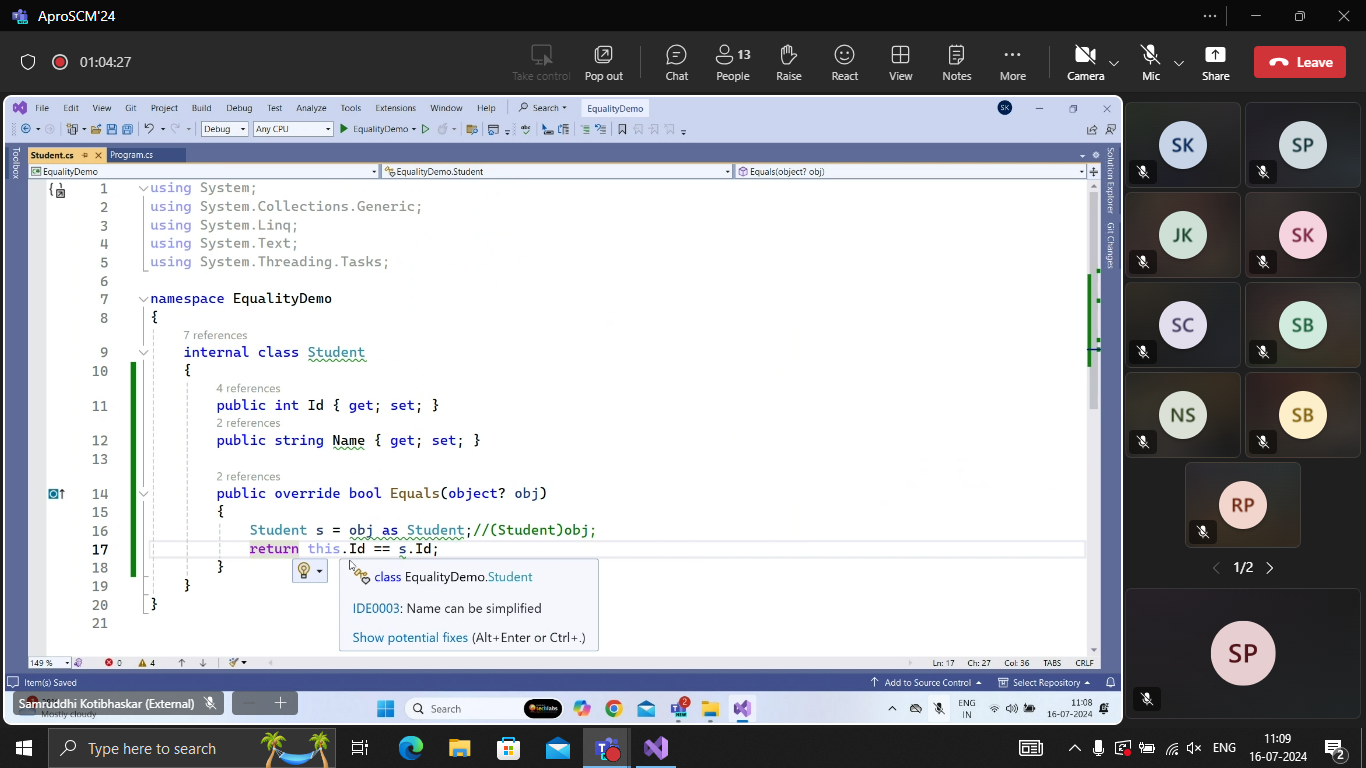 AproSCM'24
01:04:27
Take control
Pop out
Chat
13
People
Raise
React
View
Notes
More
Camera
Mic
Share
Leave
File Edit View Git Project Build Debug Test Analyze Tools Extensions Window Help Search EqualityDemo SK
Debug Any CPU EqualityDemo
Toolbox
Student.cs Program.cs
EqualityDemo EqualityDemo.Student Equals(object? obj)
Solution Explorer
Git Changes
1 using System;
2 using System.Collections.Generic;
3 using System.Linq;
4 using System.Text;
5 using System.Threading.Tasks;
6
7 namespace EqualityDemo
8 {
7 references
9 internal class Student
10 {
4 references
11 public int Id { get; set; }
2 references
12 public string Name { get; set; }
13
2 references
14 public override bool Equals(object? obj)
15 {
16 Student s = obj as Student;//(Student)obj;
17 return this.Id == s.Id;
18 }
19 }
20 }
21
class EqualityDemo.Student
IDE0003: Name can be simplified
Show potential fixes (Alt+Enter or Ctrl+.)
149 % 0 4 Ln: 17 Ch: 27 Col: 36 TABS CRLF
Item(s) Saved Add to Source Control Select Repository
Samruddhi Kotibhaskar (External)
Mostly cloudy
Search
techlabs
2
ENG
IN
11:08
16-07-2024
SK
SP
JK
SK
SC
SB
NS
SB
RP
1/2
SP
Type here to search
ENG
11:09
16-07-2024
2